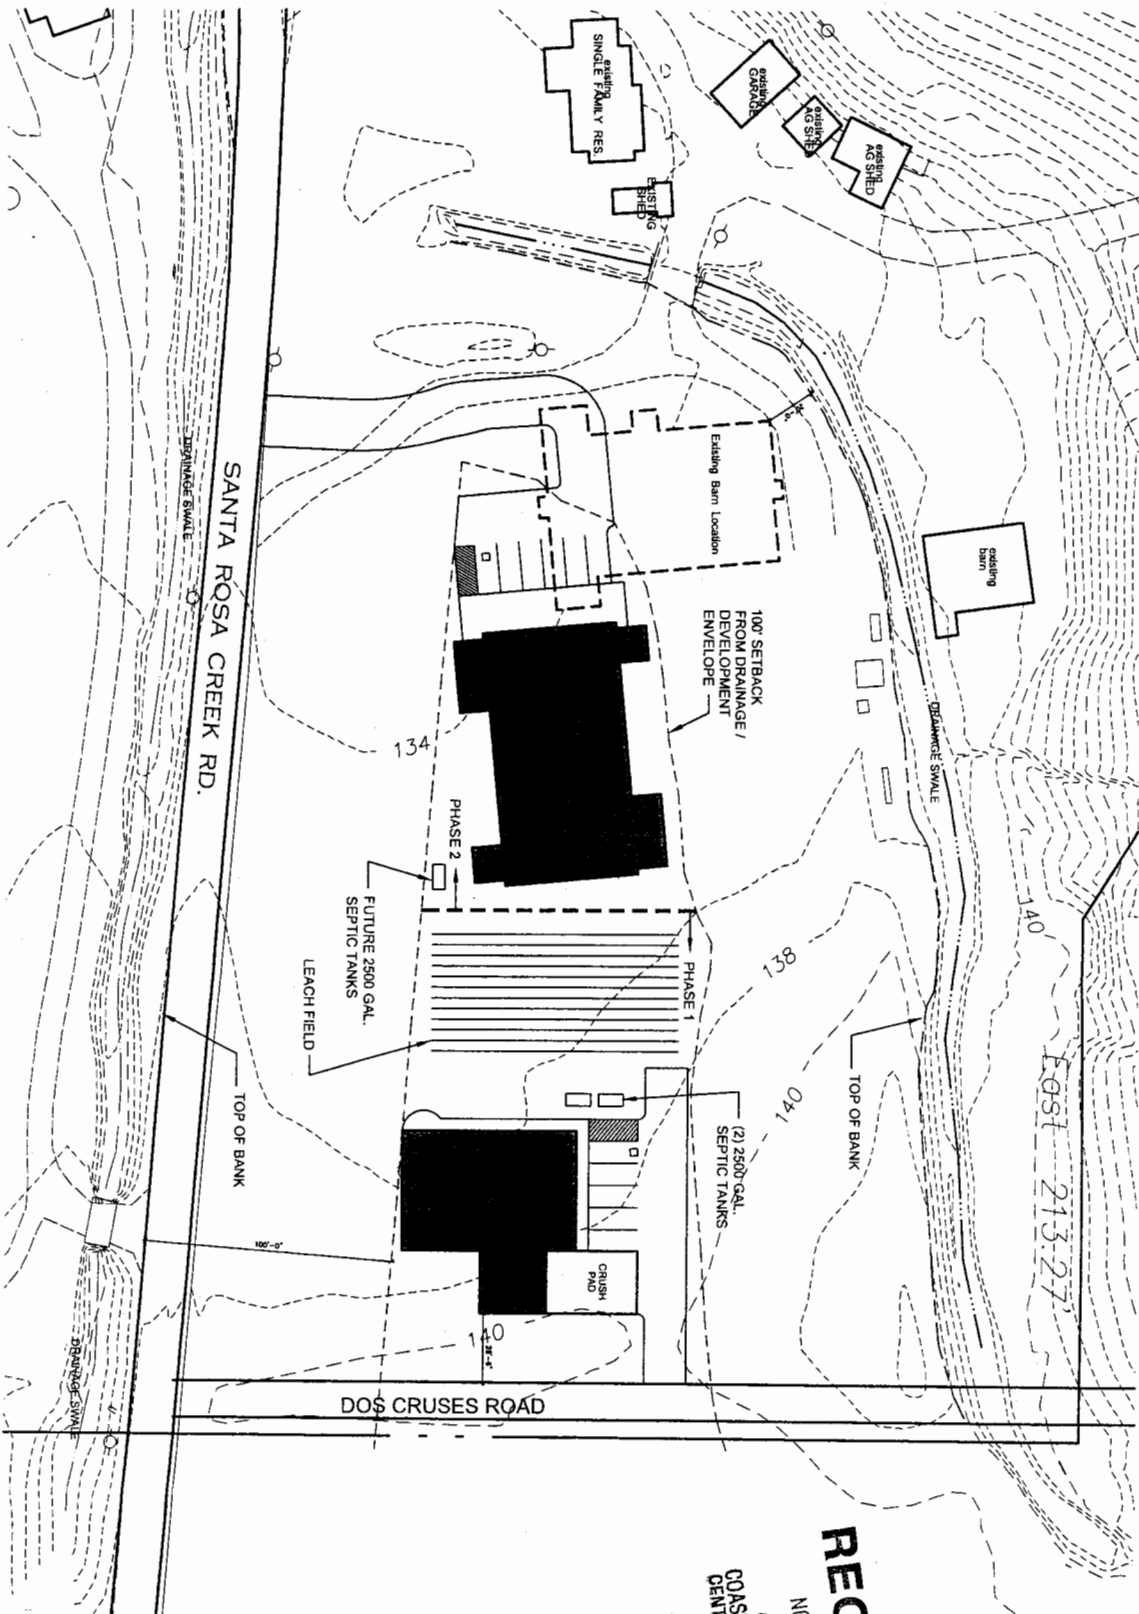 existing
SINGLE FAMILY RES.
existing
GARAGE
existing
AG SHED
existing
AG SHED
EXISTING
SHED
DRAINAGE SWALE
SANTA ROSA CREEK RD.
Existing Barn Location
existing
barn
100' SETBACK
FROM DRAINAGE /
DEVELOPMENT
ENVELOPE
134
DRAINAGE SWALE
PHASE 2
FUTURE 2500 GAL.
SEPTIC TANKS
LEACH FIELD
PHASE 1
138
140
140
TOP OF BANK
TOP OF BANK
East 213.27'
(2) 2500 GAL.
SEPTIC TANKS
100'-0"
CRUSH
PAD
140
DRAINAGE SWALE
DOS CRUSES ROAD
REC
NO
COAS
CENT